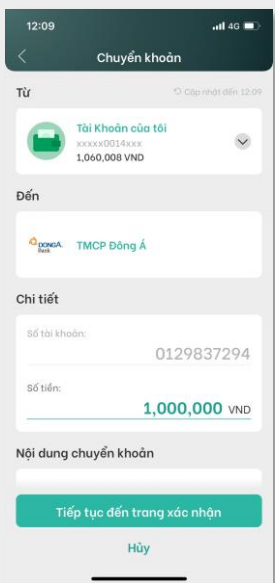 12:09
4G
Chuyển khoản
Từ
Cập nhật đến 12:09
Tài Khoản của tôi
xxxxx0014xxx
1,060,008 VND
Đến
DONGA Bank
TMCP Đông Á
Chi tiết
Số tài khoản:
0129837294
Số tiền:
1,000,000 VND
Nội dung chuyển khoản
Tiếp tục đến trang xác nhận
Hủy